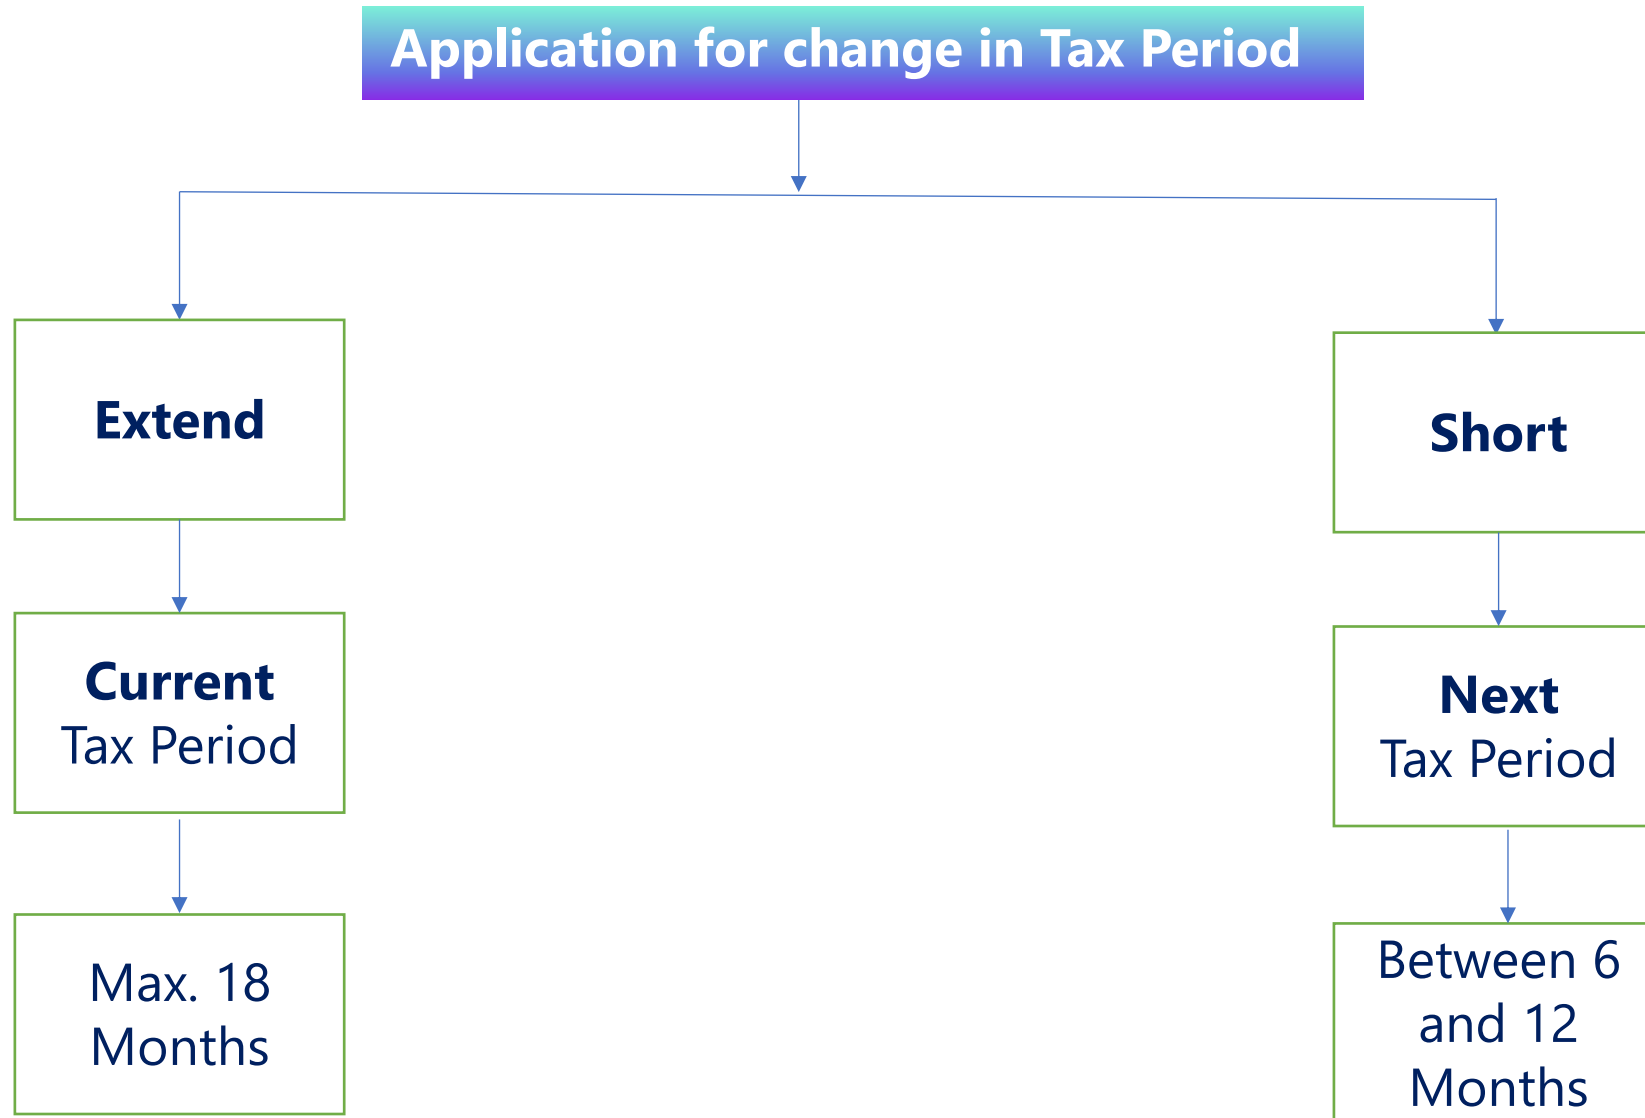 Application for change in Tax Period
Extend
Short
Current
Tax Period
Next
Tax Period
Max. 18
Months
Between 6
and 12
Months